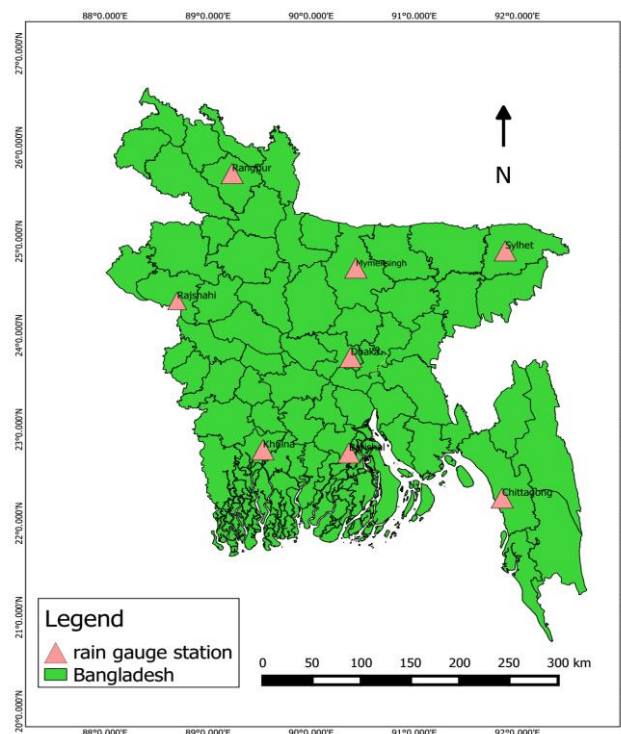 88°0.000'E 89°0.000'E 90°0.000'E 91°0.000'E 92°0.000'E
27°0.000'N
26°0.000'N
25°0.000'N
24°0.000'N
23°0.000'N
22°0.000'N
21°0.000'N
20°0.000'N
N
Rangpur
Sylhet
Mymensingh
Rajshahi
Dhaka
Khulna
Barishal
Chittagong
Legend
rain gauge station
Bangladesh
0 50 100 150 200 250 300 km
88°0.000'E 89°0.000'E 90°0.000'E 91°0.000'E 92°0.000'E